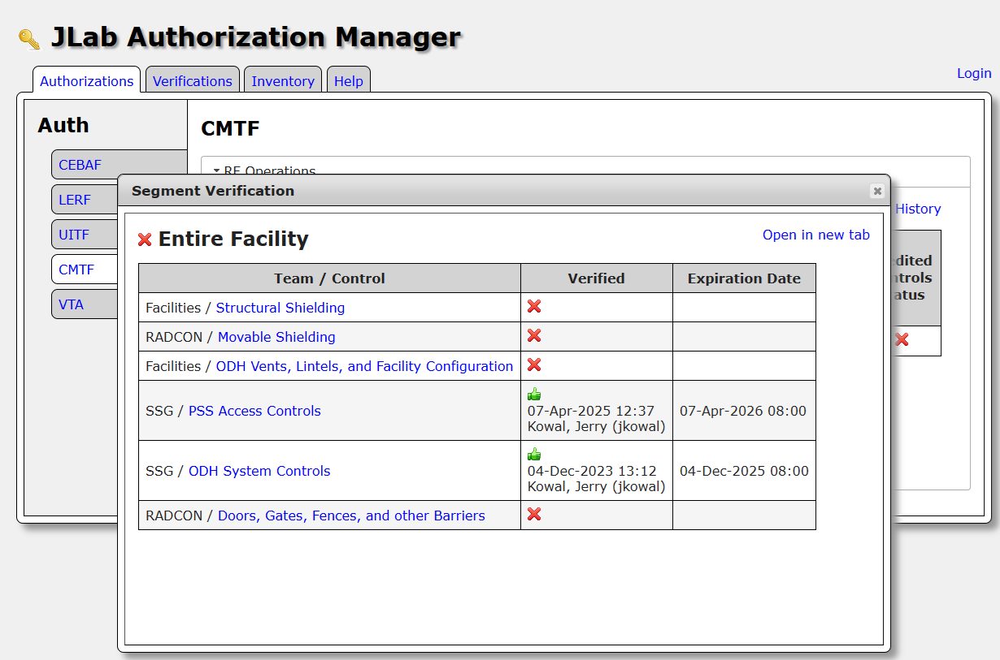 JLab Authorization Manager
Authorizations Verifications Inventory Help
Login
Auth
CEBAF
LERF
UITF
CMTF
VTA
CMTF
RF Operations
History
Segment Verification
Entire Facility
Open in new tab
Team / Control Verified Expiration Date
Facilities / Structural Shielding
RADCON / Movable Shielding
Facilities / ODH Vents, Lintels, and Facility Configuration
SSG / PSS Access Controls
07-Apr-2025 12:37
Kowal, Jerry (jkowal)
07-Apr-2026 08:00
SSG / ODH System Controls
04-Dec-2023 13:12
Kowal, Jerry (jkowal)
04-Dec-2025 08:00
RADCON / Doors, Gates, Fences, and other Barriers